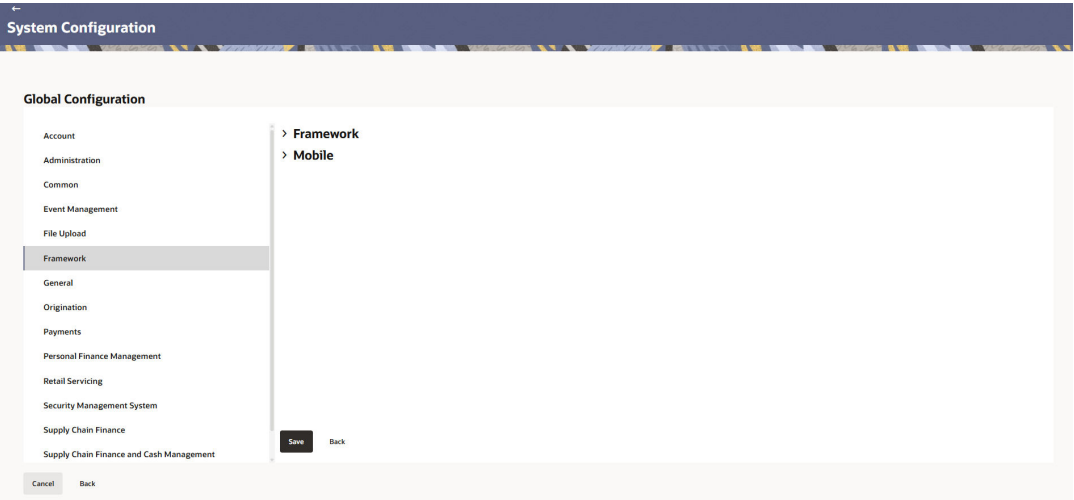 System Configuration
Global Configuration
Account
Administration
Common
Event Management
File Upload
Framework
General
Origination
Payments
Personal Finance Management
Retail Servicing
Security Management System
Supply Chain Finance
Supply Chain Finance and Cash Management
Framework
Mobile
Save Back
Cancel Back